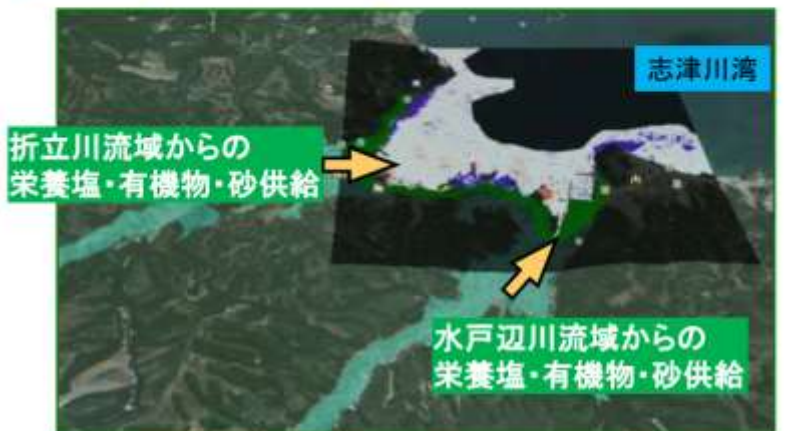 志津川湾
折立川流域からの
栄養塩・有機物・砂供給
水戸辺川流域からの
栄養塩・有機物・砂供給